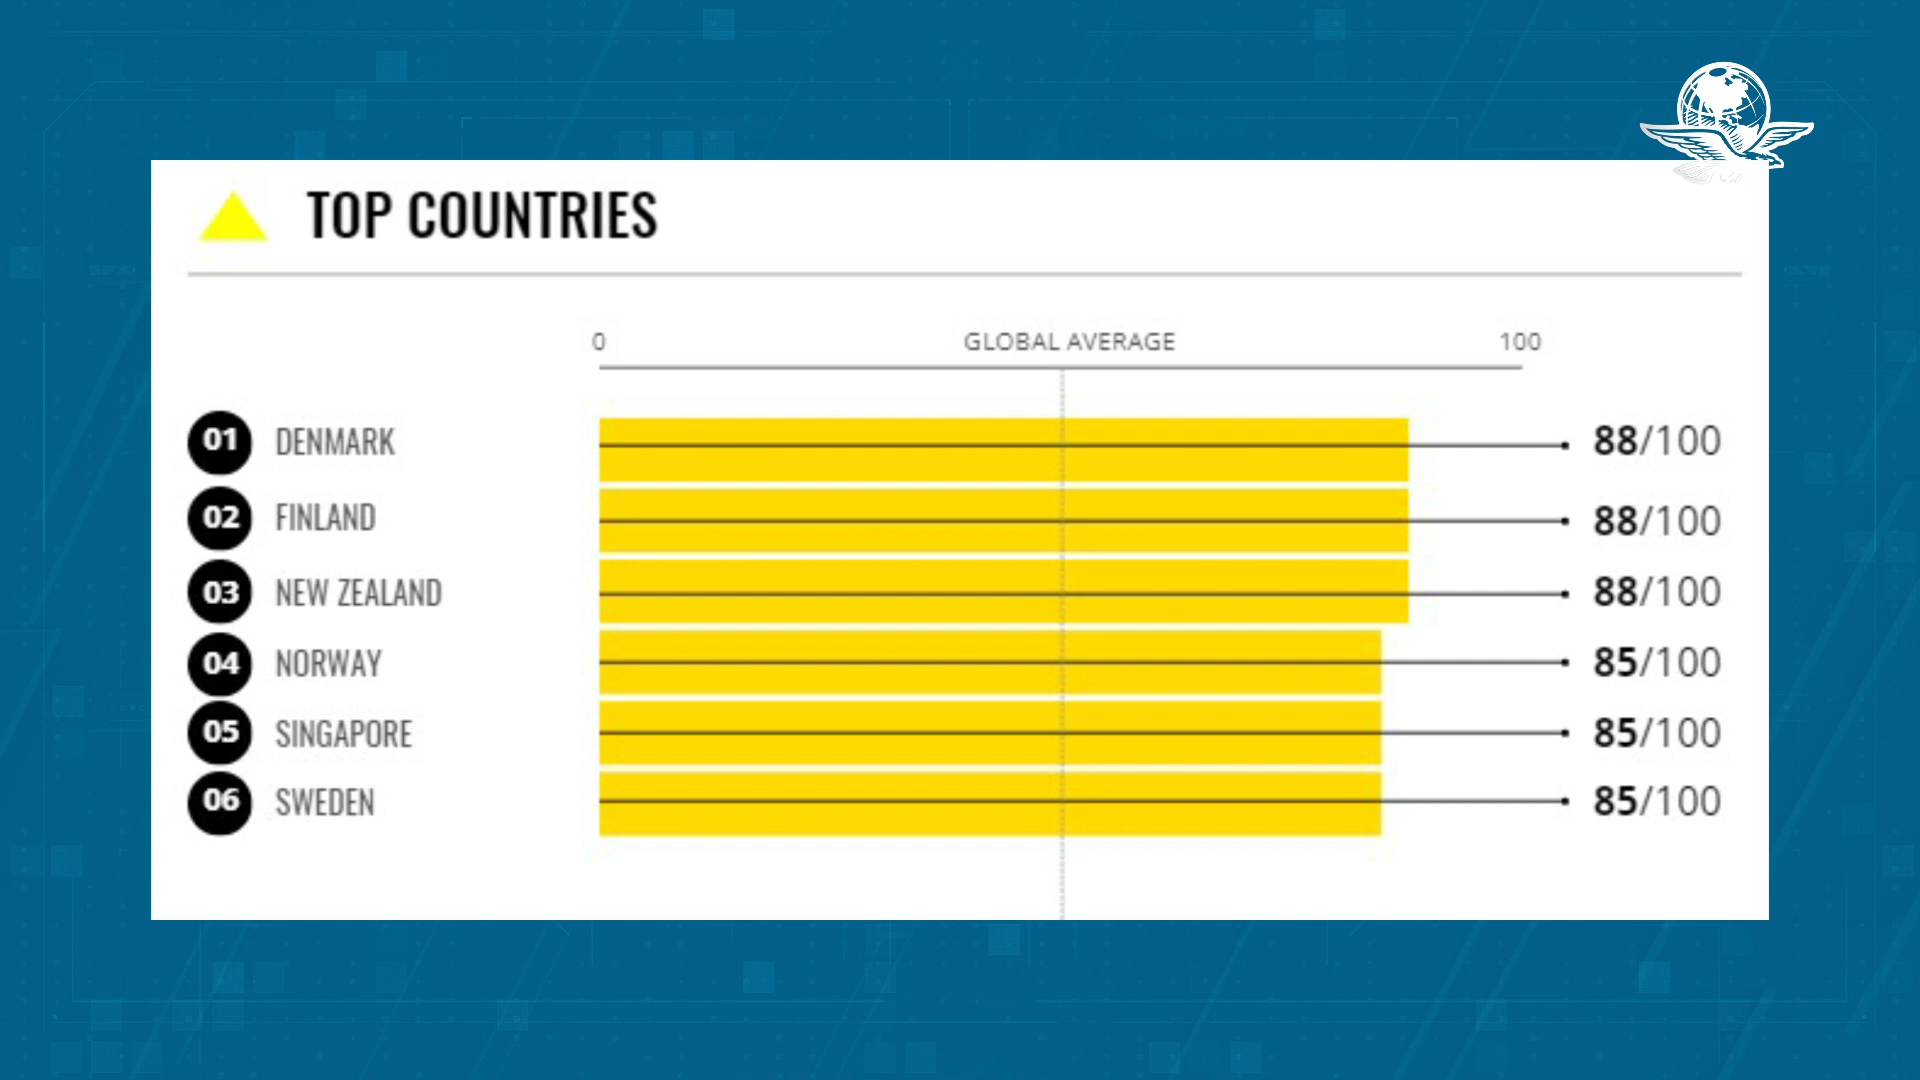 TOP COUNTRIES
0 GLOBAL AVERAGE 100
01 DENMARK 88/100
02 FINLAND 88/100
03 NEW ZEALAND 88/100
04 NORWAY 85/100
05 SINGAPORE 85/100
06 SWEDEN 85/100